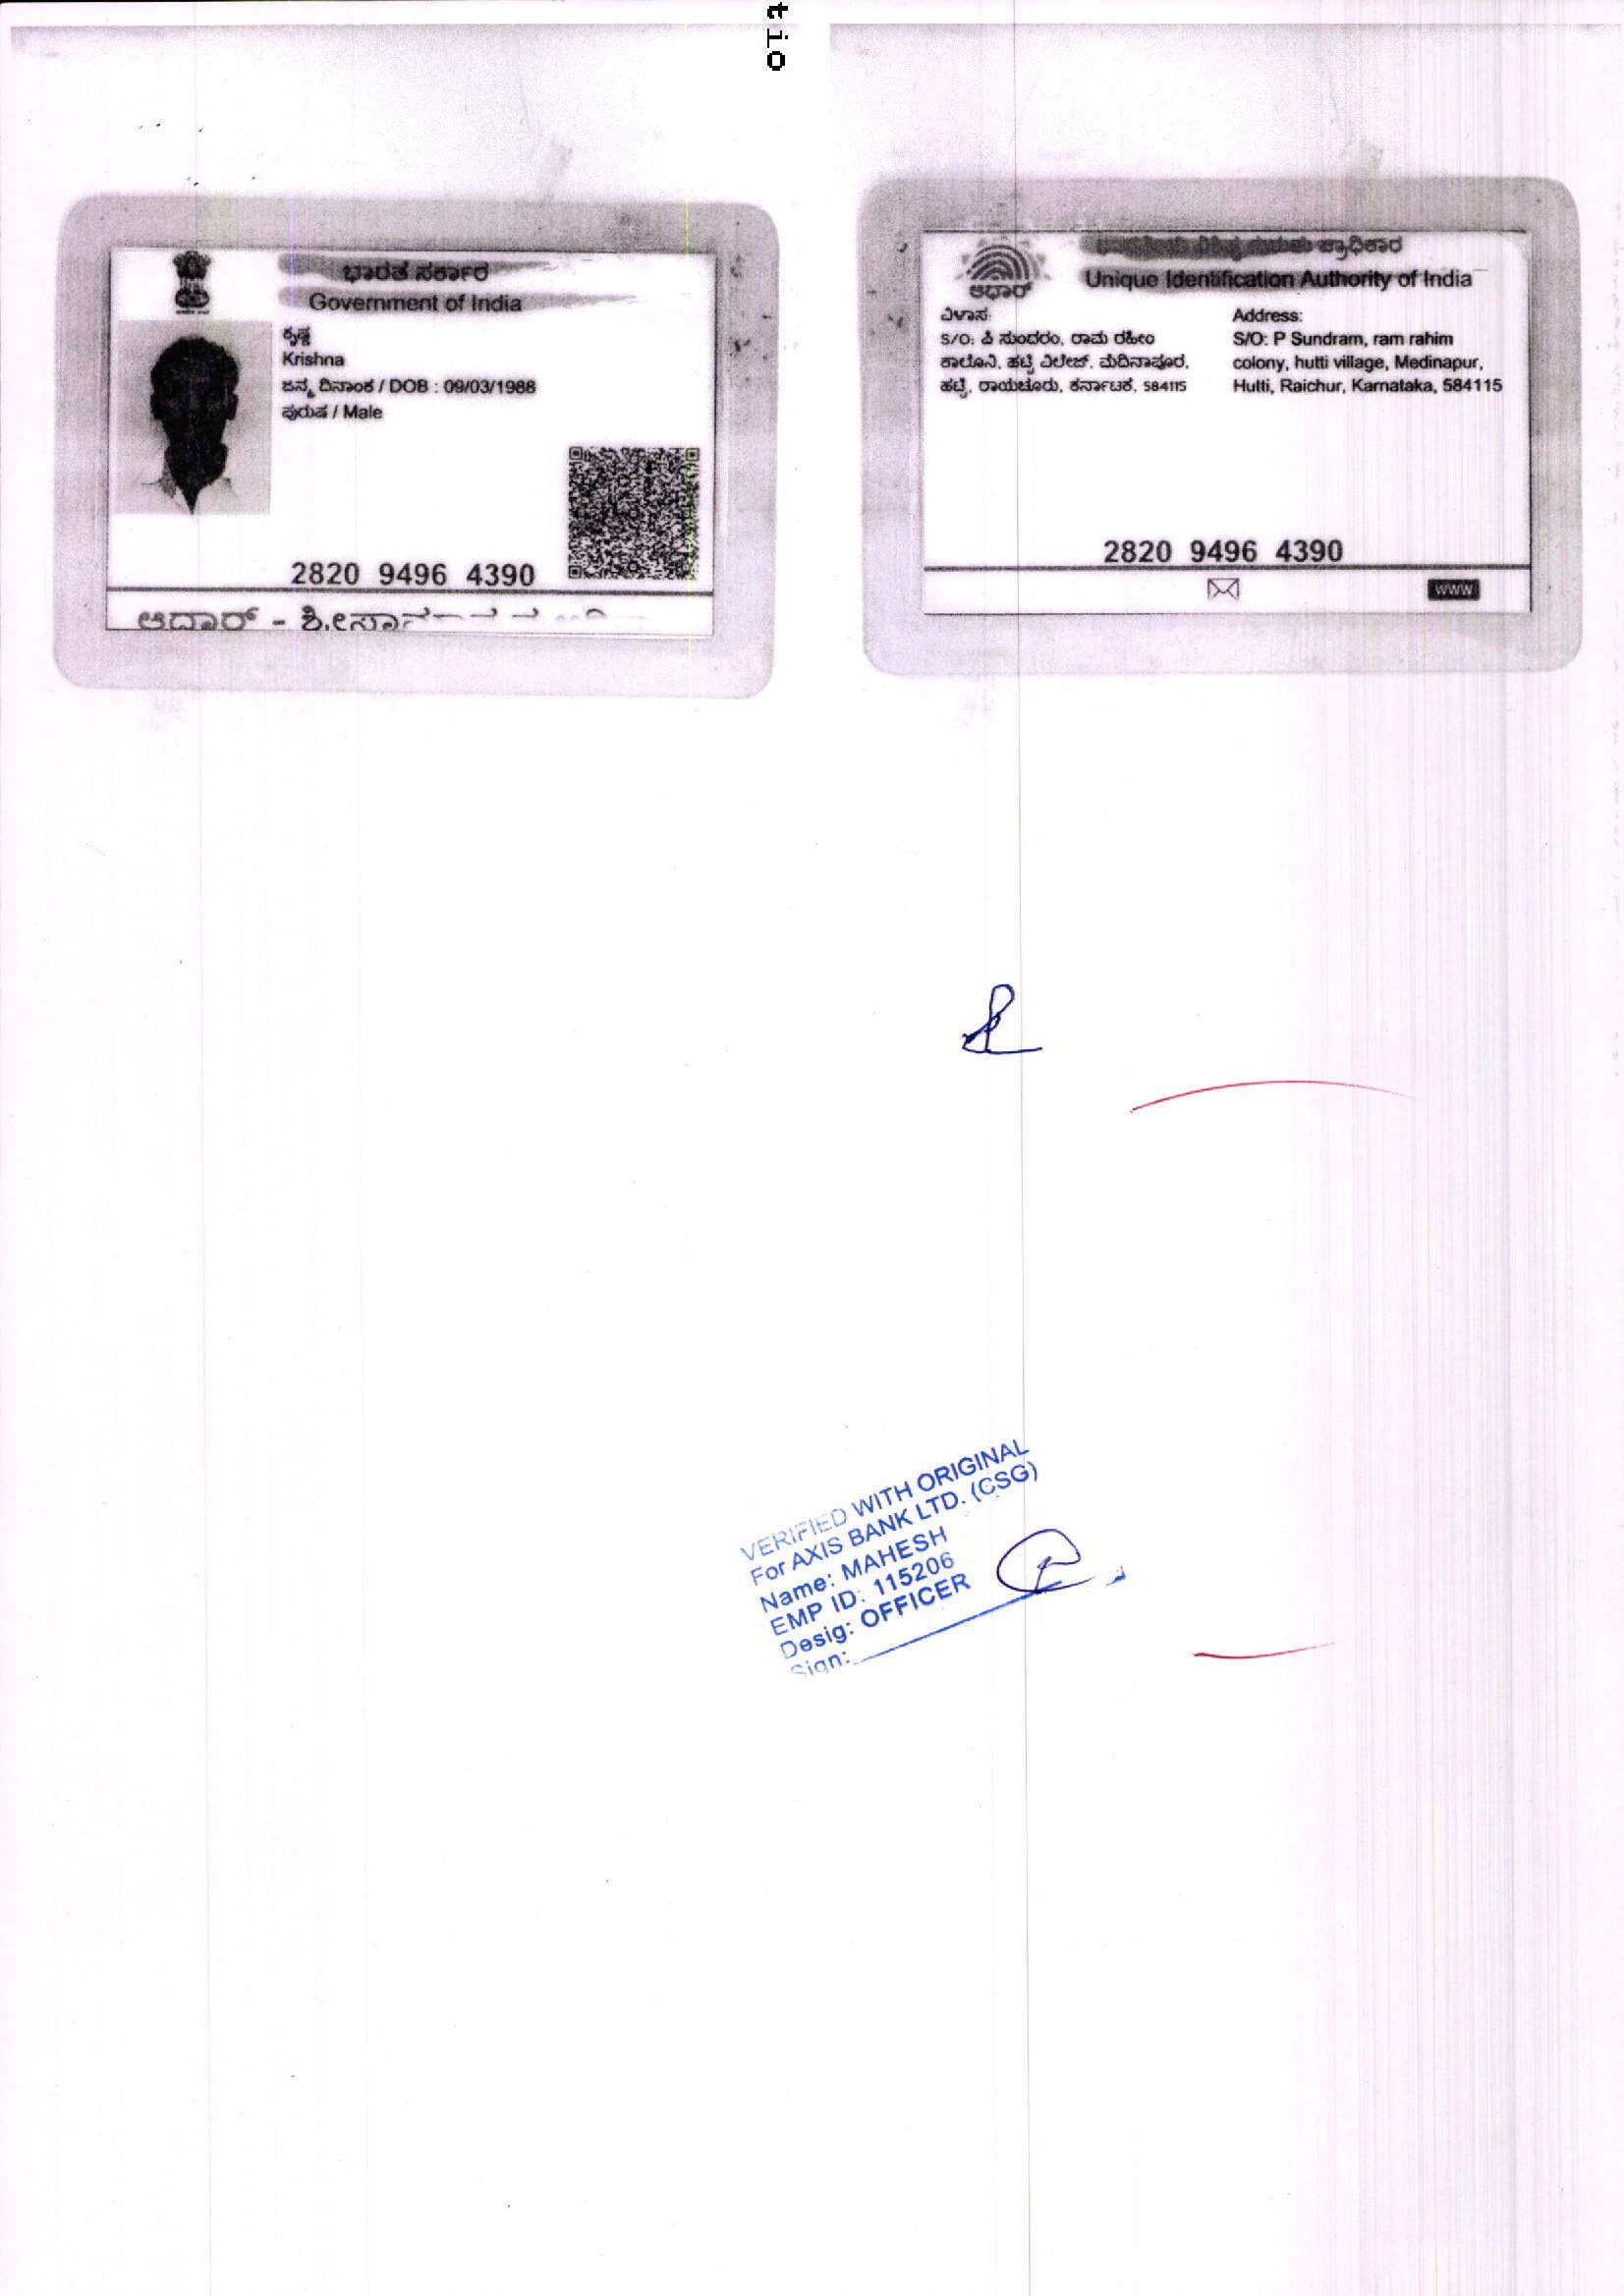 tio
ಭಾರತ ಸರ್ಕಾರ
Government of India
ಕೃಷ್ಣ
Krishna
ಜನ್ಮ ದಿನಾಂಕ / DOB : 09/03/1988
ಪುರುಷ / Male
2820 9496 4390
ಆಧಾರ್ -
ಪ್ರಾಧಿಕಾರ
ಆಧಾರ್
Unique Identification Authority of India
ವಿಳಾಸ:
S/O: ಪಿ ಸುಂದರಂ, ರಾಮ ರಹೀಂ
ಕಾಲೋನಿ, ಹಟ್ಟಿ ವಿಲೇಜ್, ಮೆದಿನಾಪೂರ,
ಹಟ್ಟಿ, ರಾಯಚೂರು, ಕರ್ನಾಟಕ, 584115
Address:
S/O: P Sundram, ram rahim
colony, hutti village, Medinapur,
Hutti, Raichur, Karnataka, 584115
2820 9496 4390
WWW
VERIFIED WITH ORIGINAL
For AXIS BANK LTD. (CSG)
Name: MAHESH
EMP ID: 115206
Desig: OFFICER
Sign: